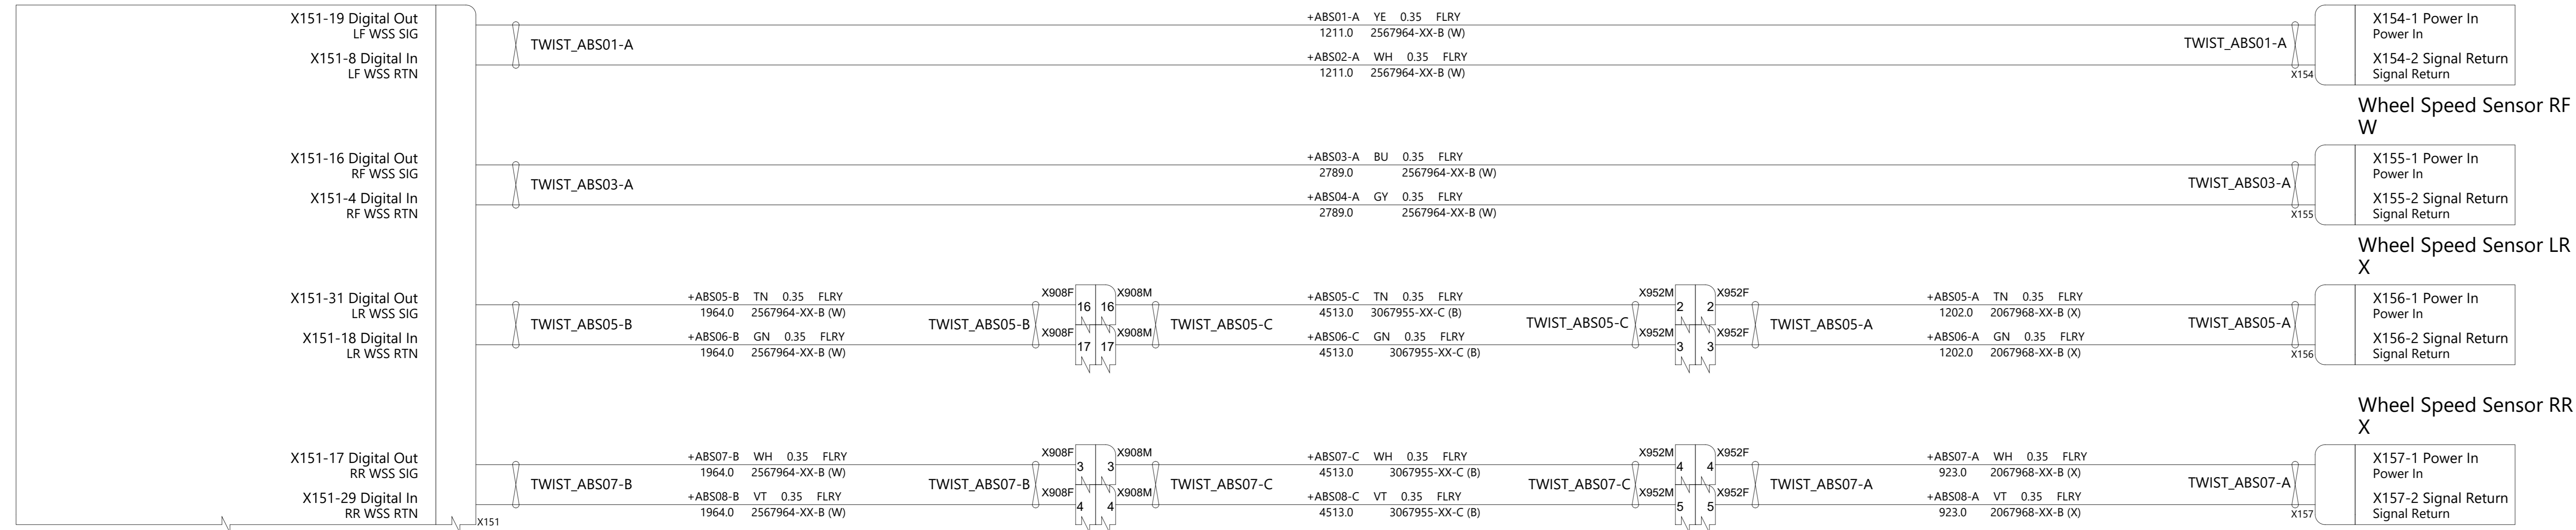 X151-19 Digital Out
LF WSS SIG
X151-8 Digital In
LF WSS RTN
TWIST_ABS01-A
+ABS01-A YE 0.35 FLRY
1211.0 2567964-XX-B (W)
+ABS02-A WH 0.35 FLRY
1211.0 2567964-XX-B (W)
TWIST_ABS01-A
X154
X154-1 Power In
Power In
X154-2 Signal Return
Signal Return
Wheel Speed Sensor RF
W
X151-16 Digital Out
RF WSS SIG
X151-4 Digital In
RF WSS RTN
TWIST_ABS03-A
+ABS03-A BU 0.35 FLRY
2789.0 2567964-XX-B (W)
+ABS04-A GY 0.35 FLRY
2789.0 2567964-XX-B (W)
TWIST_ABS03-A
X155
X155-1 Power In
Power In
X155-2 Signal Return
Signal Return
Wheel Speed Sensor LR
X
X151-31 Digital Out
LR WSS SIG
X151-18 Digital In
LR WSS RTN
TWIST_ABS05-B
+ABS05-B TN 0.35 FLRY
1964.0 2567964-XX-B (W)
+ABS06-B GN 0.35 FLRY
1964.0 2567964-XX-B (W)
TWIST_ABS05-B
X908F 16 16 X908M
X908F 17 17 X908M
TWIST_ABS05-C
+ABS05-C TN 0.35 FLRY
4513.0 3067955-XX-C (B)
+ABS06-C GN 0.35 FLRY
4513.0 3067955-XX-C (B)
TWIST_ABS05-C
X952M 2 2 X952F
X952M 3 3 X952F
TWIST_ABS05-A
+ABS05-A TN 0.35 FLRY
1202.0 2067968-XX-B (X)
+ABS06-A GN 0.35 FLRY
1202.0 2067968-XX-B (X)
TWIST_ABS05-A
X156
X156-1 Power In
Power In
X156-2 Signal Return
Signal Return
Wheel Speed Sensor RR
X
X151-17 Digital Out
RR WSS SIG
X151-29 Digital In
RR WSS RTN
X151
TWIST_ABS07-B
+ABS07-B WH 0.35 FLRY
1964.0 2567964-XX-B (W)
+ABS08-B VT 0.35 FLRY
1964.0 2567964-XX-B (W)
TWIST_ABS07-B
X908F 3 3 X908M
X908F 4 4 X908M
TWIST_ABS07-C
+ABS07-C WH 0.35 FLRY
4513.0 3067955-XX-C (B)
+ABS08-C VT 0.35 FLRY
4513.0 3067955-XX-C (B)
TWIST_ABS07-C
X952M 4 4 X952F
X952M 5 5 X952F
TWIST_ABS07-A
+ABS07-A WH 0.35 FLRY
923.0 2067968-XX-B (X)
+ABS08-A VT 0.35 FLRY
923.0 2067968-XX-B (X)
TWIST_ABS07-A
X157
X157-1 Power In
Power In
X157-2 Signal Return
Signal Return